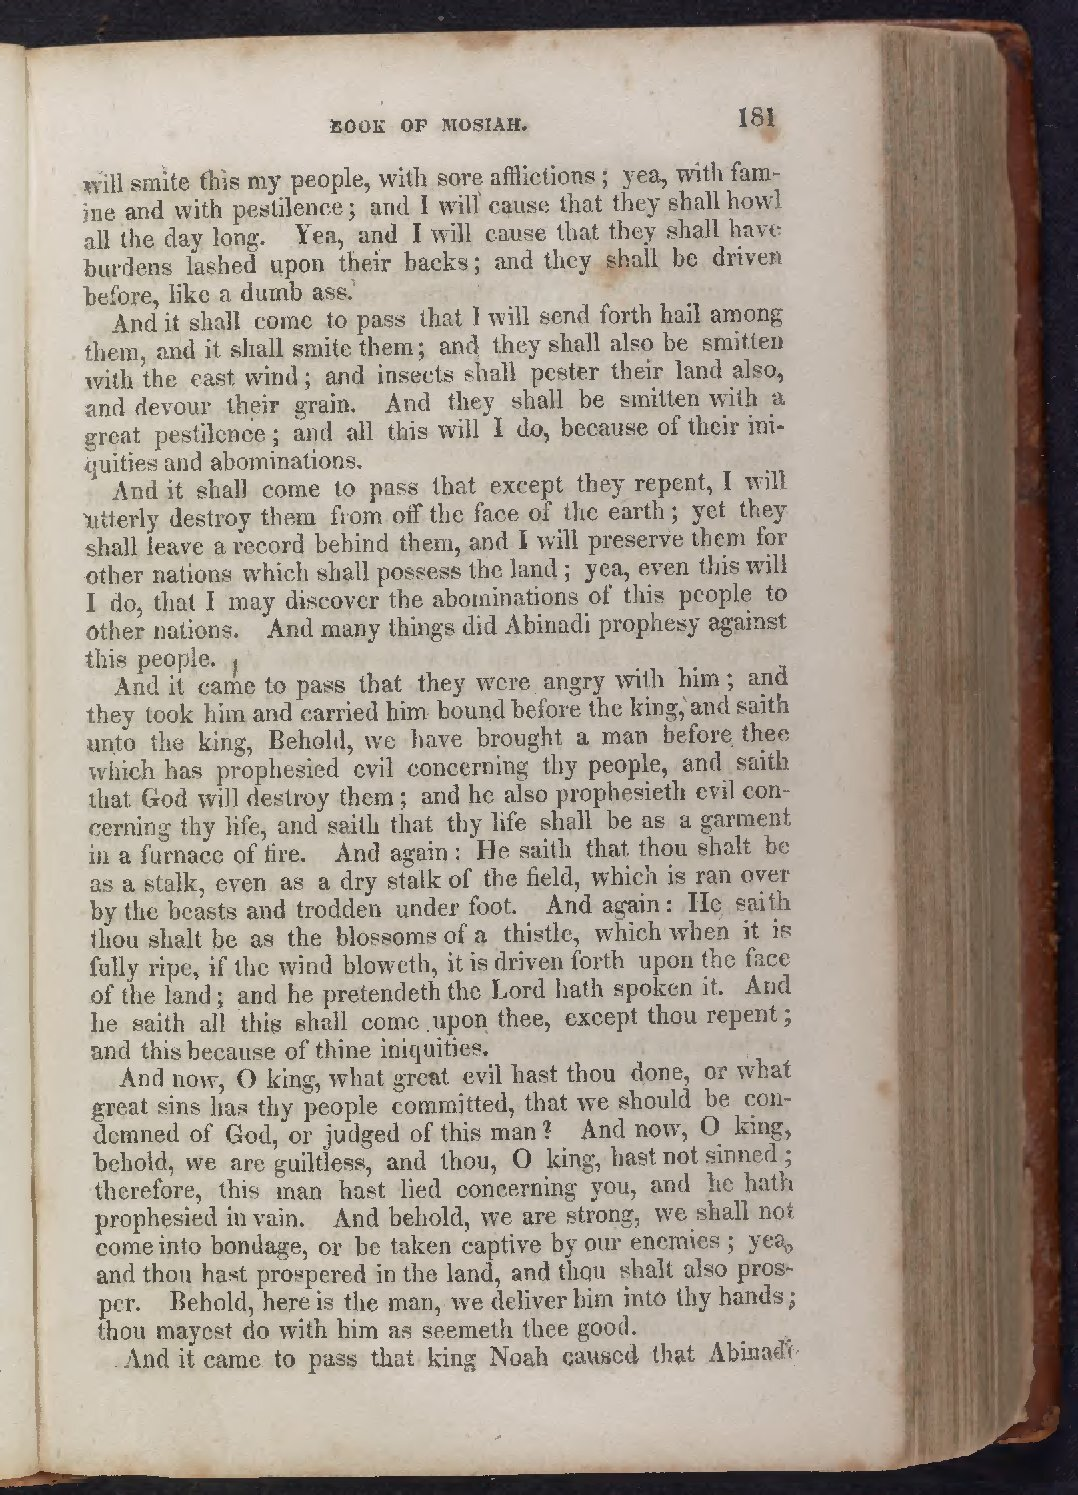 BOOK OF MOSIAH. 181
will smite this my people, with sore afflictions; yea, with fam-
ine and with pestilence; and I will cause that they shall howl
all the day long. Yea, and I will cause that they shall have
burdens lashed upon their backs; and they shall be driven
before, like a dumb ass.
And it shall come to pass that I will send forth hail among
them, and it shall smite them; and they shall also be smitten
with the east wind; and insects shall pester their land also,
and devour their grain. And they shall be smitten with a
great pestilence; and all this will I do, because of their ini-
quities and abominations.
And it shall come to pass that except they repent, I will
utterly destroy them from off the face of the earth; yet they
shall leave a record behind them, and I will preserve them for
other nations which shall possess the land; yea, even this will
I do, that I may discover the abominations of this people to
other nations. And many things did Abinadi prophesy against
this people.
And it came to pass that they were angry with him; and
they took him and carried him bound before the king, and saith
unto the king, Behold, we have brought a man before thee
which has prophesied evil concerning thy people, and saith
that God will destroy them; and he also prophesieth evil con-
cerning thy life, and saith that thy life shall be as a garment
in a furnace of fire. And again: He saith that thou shalt be
as a stalk, even as a dry stalk of the field, which is ran over
by the beasts and trodden under foot. And again: He saith
thou shalt be as the blossoms of a thistle, which when it is
fully ripe, if the wind bloweth, it is driven forth upon the face
of the land; and he pretendeth the Lord hath spoken it. And
he saith all this shall come upon thee, except thou repent;
and this because of thine iniquities.
And now, O king, what great evil hast thou done, or what
great sins has thy people committed, that we should be con-
demned of God, or judged of this man? And now, O king,
behold, we are guiltless, and thou, O king, hast not sinned;
therefore, this man hast lied concerning you, and he hath
prophesied in vain. And behold, we are strong, we shall not
come into bondage, or be taken captive by our enemies; yea,
and thou hast prospered in the land, and thou shalt also pros-
per. Behold, here is the man, we deliver him into thy hands;
thou mayest do with him as seemeth thee good.
And it came to pass that king Noah caused that Abinadi